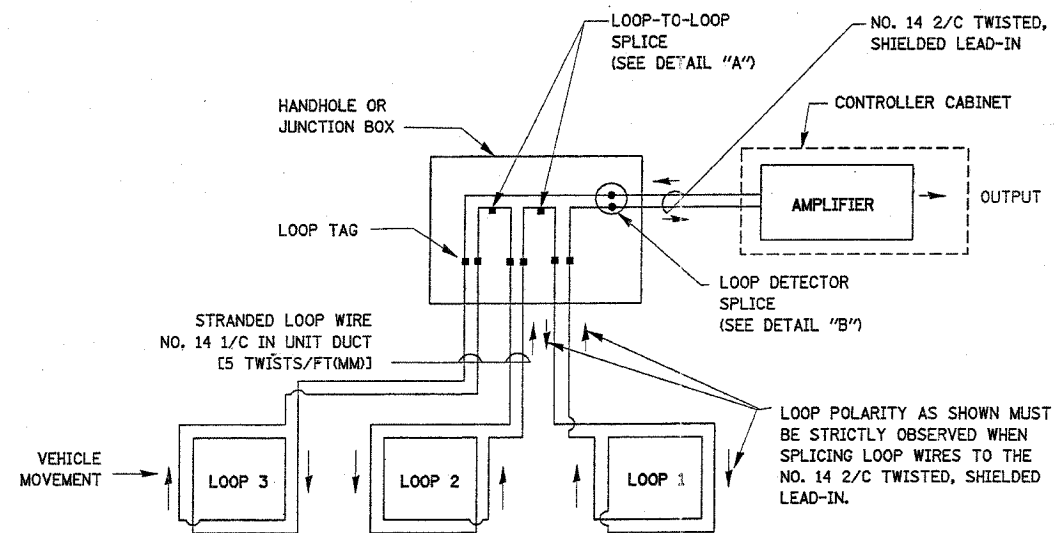 LOOP-TO-LOOP
SPLICE
(SEE DETAIL "A")
NO. 14 2/C TWISTED,
SHIELDED LEAD-IN
HANDHOLE OR
JUNCTION BOX
CONTROLLER CABINET
AMPLIFIER
OUTPUT
LOOP TAG
LOOP DETECTOR
SPLICE
(SEE DETAIL "B")
STRANDED LOOP WIRE
NO. 14 1/C IN UNIT DUCT
[5 TWISTS/FT(MM)]
LOOP POLARITY AS SHOWN MUST
BE STRICTLY OBSERVED WHEN
SPLICING LOOP WIRES TO THE
NO. 14 2/C TWISTED, SHIELDED
LEAD-IN.
VEHICLE
MOVEMENT
LOOP 3
LOOP 2
LOOP 1